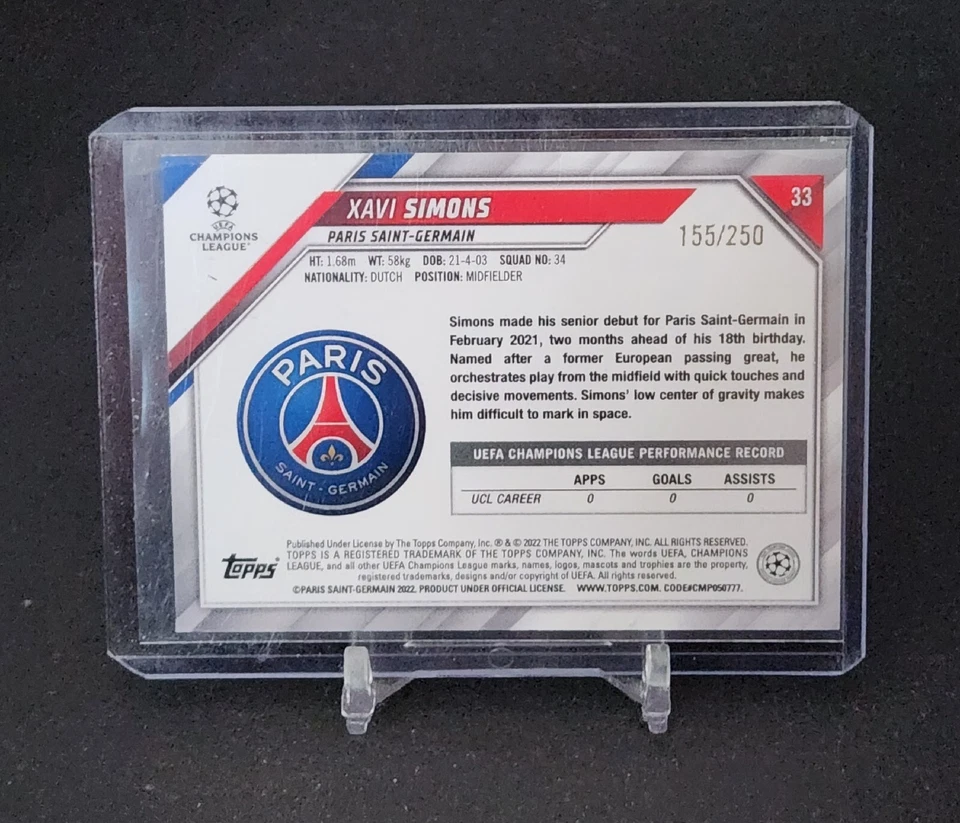 UEFA
CHAMPIONS
LEAGUE®
XAVI SIMONS
33
PARIS SAINT-GERMAIN
155/250
HT: 1.68m WT: 58kg DOB: 21-4-03 SQUAD NO: 34
NATIONALITY: DUTCH POSITION: MIDFIELDER
PARIS
SAINT-GERMAIN
Simons made his senior debut for Paris Saint-Germain in
February 2021, two months ahead of his 18th birthday.
Named after a former European passing great, he
orchestrates play from the midfield with quick touches and
decisive movements. Simons' low center of gravity makes
him difficult to mark in space.
UEFA CHAMPIONS LEAGUE PERFORMANCE RECORD
APPS GOALS ASSISTS
UCL CAREER 0 0 0
Topps®
Published Under License by The Topps Company, Inc. ® & © 2022 THE TOPPS COMPANY, INC. ALL RIGHTS RESERVED.
TOPPS IS A REGISTERED TRADEMARK OF THE TOPPS COMPANY, INC. The words UEFA, CHAMPIONS
LEAGUE, and all other UEFA Champions League marks, names, logos, mascots and trophies are the property,
registered trademarks, designs and/or copyright of UEFA. All rights reserved.
©PARIS SAINT-GERMAIN 2022. PRODUCT UNDER OFFICIAL LICENSE. WWW.TOPPS.COM. CODE#CMP050777.